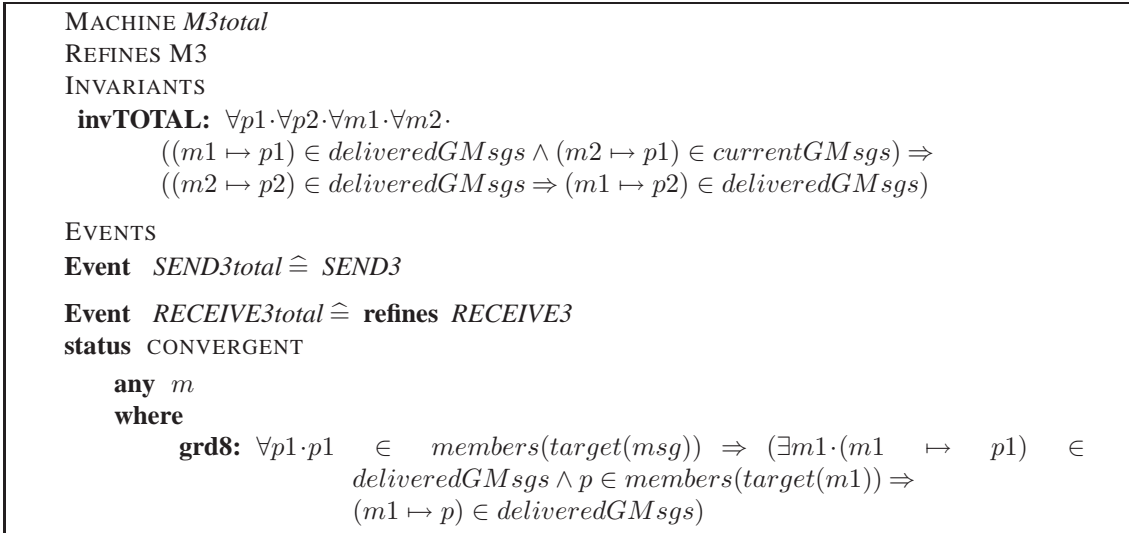 MACHINE M3total
REFINES M3
INVARIANTS
invTOTAL: ∀p1·∀p2·∀m1·∀m2·
((m1 ↦ p1) ∈ deliveredGMsgs ∧ (m2 ↦ p1) ∈ currentGMsgs) ⇒
((m2 ↦ p2) ∈ deliveredGMsgs ⇒ (m1 ↦ p2) ∈ deliveredGMsgs)
EVENTS
Event SEND3total ≙ SEND3
Event RECEIVE3total ≙ refines RECEIVE3
status CONVERGENT
any m
where
grd8: ∀p1·p1 ∈ members(target(msg)) ⇒ (∃m1·(m1 ↦ p1) ∈
deliveredGMsgs ∧ p ∈ members(target(m1)) ⇒
(m1 ↦ p) ∈ deliveredGMsgs)